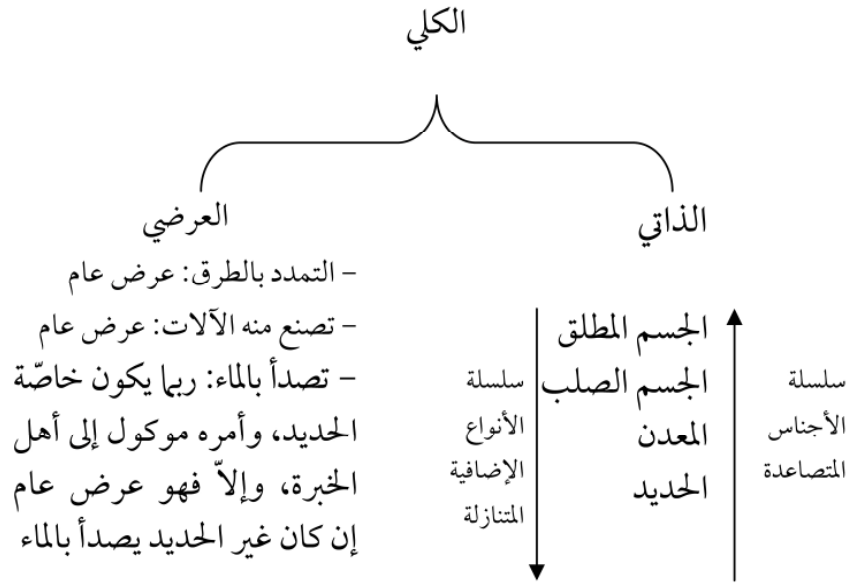 الكلي
الذاتي
العرضي
الجسم المطلق
الجسم الصلب
المعدن
الحديد
سلسلة
الأجناس
المتصاعدة
سلسلة
الأنواع
الإضافية
المتنازلة
– التمدد بالطرق: عرض عام
– تصنع منه الآلات: عرض عام
– تصدأ بالماء: ربما يكون خاصّة
الحديد، وأمره موكول إلى أهل
الخبرة، وإلاّ فهو عرض عام
إن كان غير الحديد يصدأ بالماء